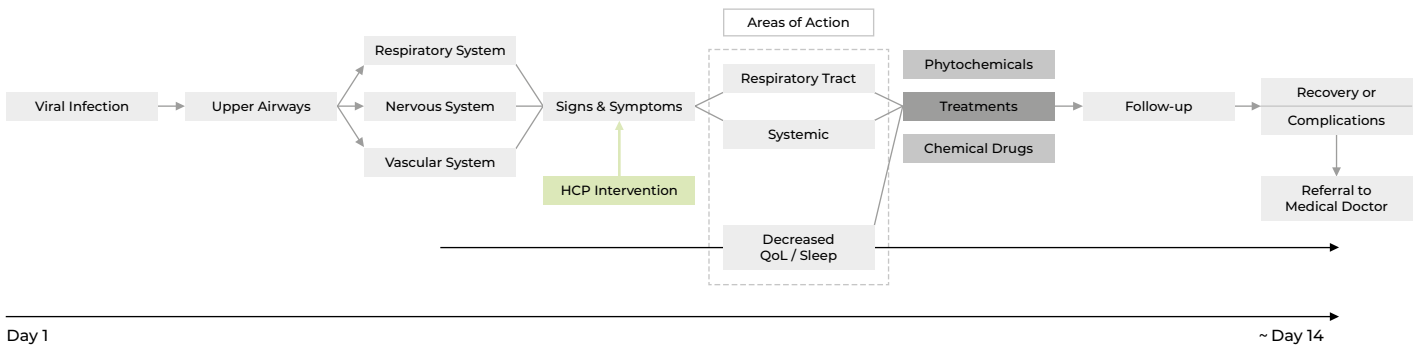 Areas of Action
Respiratory System
Respiratory Tract
Phytochemicals
Viral Infection
Upper Airways
Nervous System
Signs & Symptoms
Treatments
Follow-up
Recovery or
Complications
Systemic
Vascular System
Chemical Drugs
HCP Intervention
Referral to
Medical Doctor
Decreased
QoL / Sleep
Day 1
~ Day 14